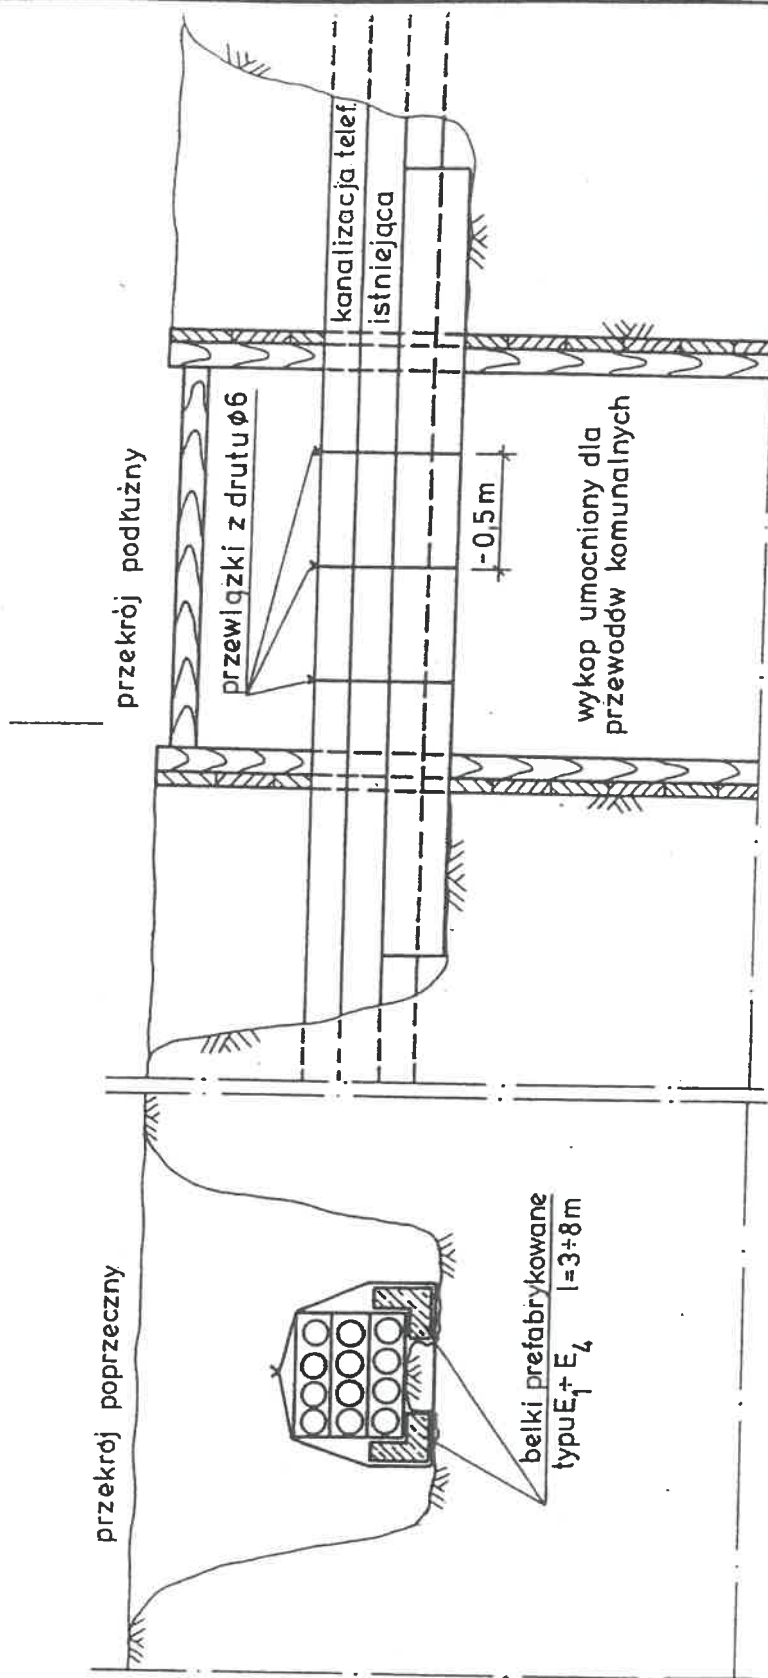 przekrój poprzeczny
belki prefabrykowane
typu E₁÷E₄ l=3÷8m
przekrój podłużny
przewiązki z drutu ϕ6
kanalizacja telef.
istniejąca
~0,5m
wykop umocniony dla
przewodów komunalnych